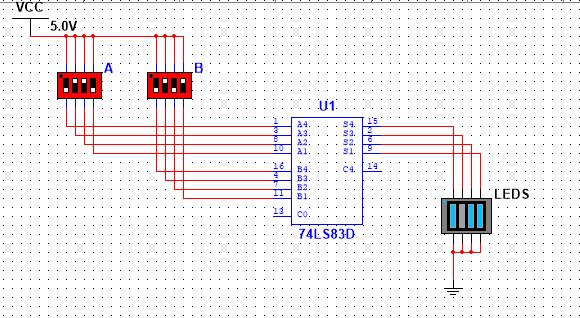 VCC
5.0V
A
B
U1
1 A4 S4 15
3 A3 S3 2
8 A2 S2 6
10 A1 S1 9
16 B4 C4 14
4 B3
7 B2
11 B1
13 C0
74LS83D
LEDS